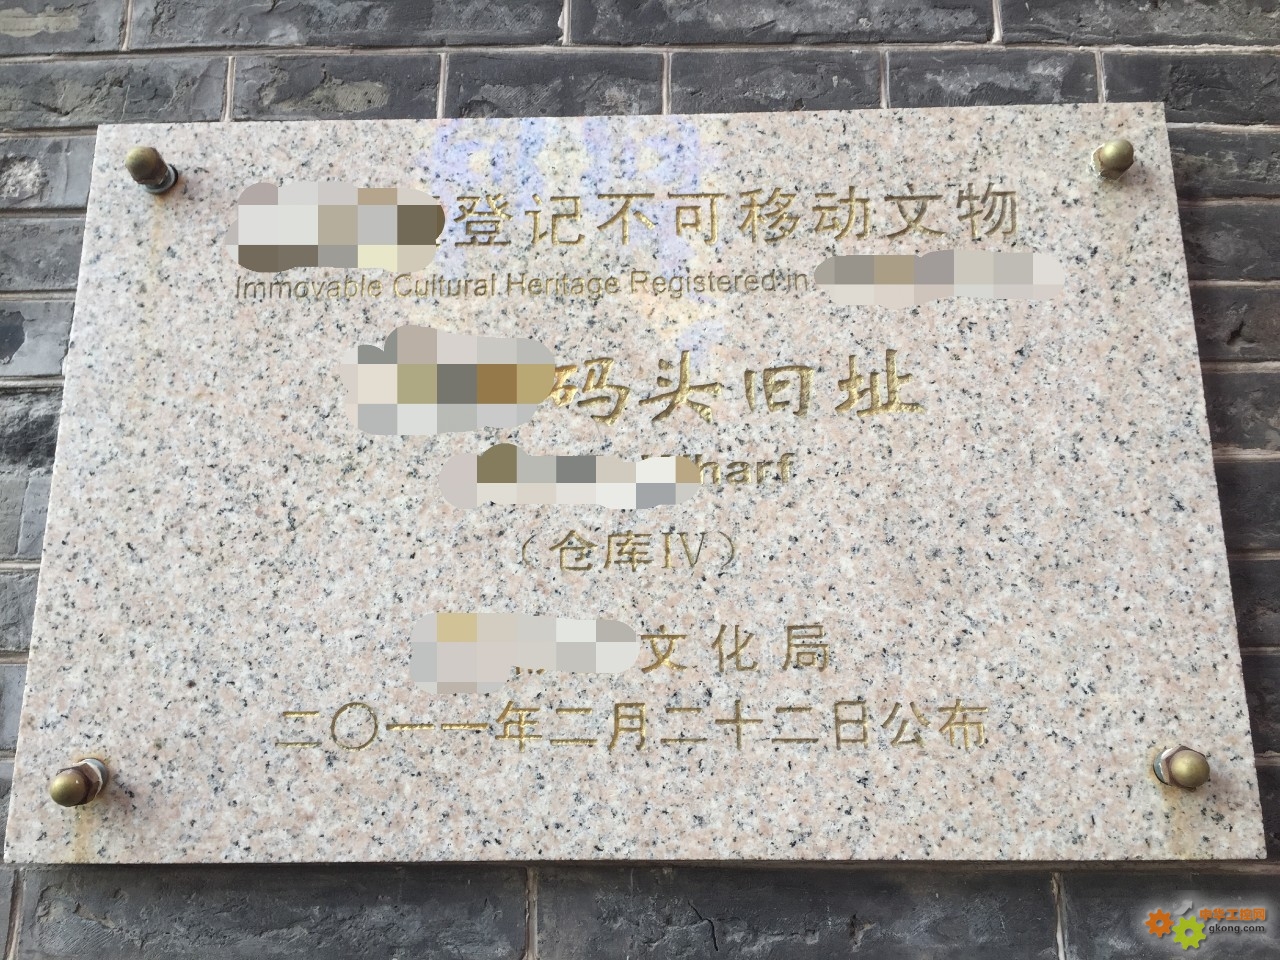 登记不可移动文物
Immovable Cultural Heritage Registered in
码头旧址
（仓库IV）
文化局
二〇一一年二月二十二日公布
中华工控网
gkong.com